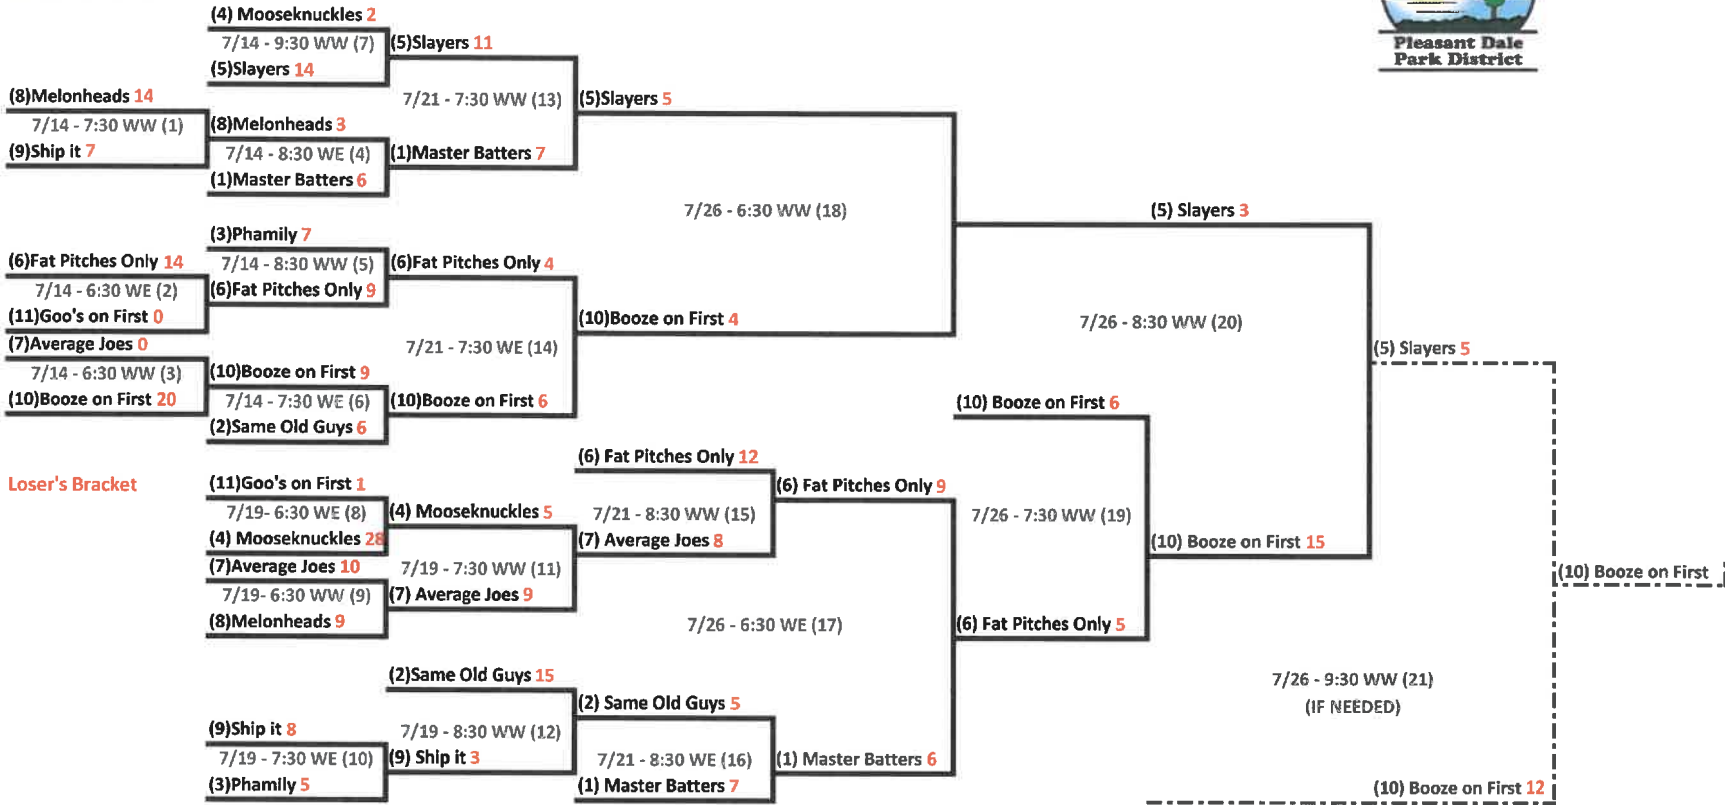 (4) Mooseknuckles 2
7/14 - 9:30 WW (7)
(5)Slayers 11
(5)Slayers 14
Pleasant Dale
Park District
(8)Melonheads 14
7/21 - 7:30 WW (13)
(5)Slayers 5
7/14 - 7:30 WW (1)
(8)Melonheads 3
(9)Ship it 7
7/14 - 8:30 WE (4)
(1)Master Batters 7
(1)Master Batters 6
7/26 - 6:30 WW (18)
(5) Slayers 3
(3)Phamily 7
(6)Fat Pitches Only 14
7/14 - 8:30 WW (5)
(6)Fat Pitches Only 4
7/14 - 6:30 WE (2)
(6)Fat Pitches Only 9
(11)Goo's on First 0
(10)Booze on First 4
7/26 - 8:30 WW (20)
(7)Average Joes 0
7/21 - 7:30 WE (14)
(5) Slayers 5
7/14 - 6:30 WW (3)
(10)Booze on First 9
(10)Booze on First 20
7/14 - 7:30 WE (6)
(10)Booze on First 6
(10) Booze on First 6
(2)Same Old Guys 6
(6) Fat Pitches Only 12
Loser's Bracket
(11)Goo's on First 1
(6) Fat Pitches Only 9
7/19- 6:30 WE (8)
(4) Mooseknuckles 5
7/21 - 8:30 WW (15)
7/26 - 7:30 WW (19)
(4) Mooseknuckles 28
(7) Average Joes 8
(10) Booze on First 15
(7)Average Joes 10
7/19 - 7:30 WW (11)
(10) Booze on First
7/19- 6:30 WW (9)
(7) Average Joes 9
(8)Melonheads 9
7/26 - 6:30 WE (17)
(6) Fat Pitches Only 5
(2)Same Old Guys 15
7/26 - 9:30 WW (21)
(IF NEEDED)
(2) Same Old Guys 5
(9)Ship it 8
7/19 - 8:30 WW (12)
7/19 - 7:30 WE (10)
(9) Ship it 3
7/21 - 8:30 WE (16)
(1) Master Batters 6
(3)Phamily 5
(1) Master Batters 7
(10) Booze on First 12